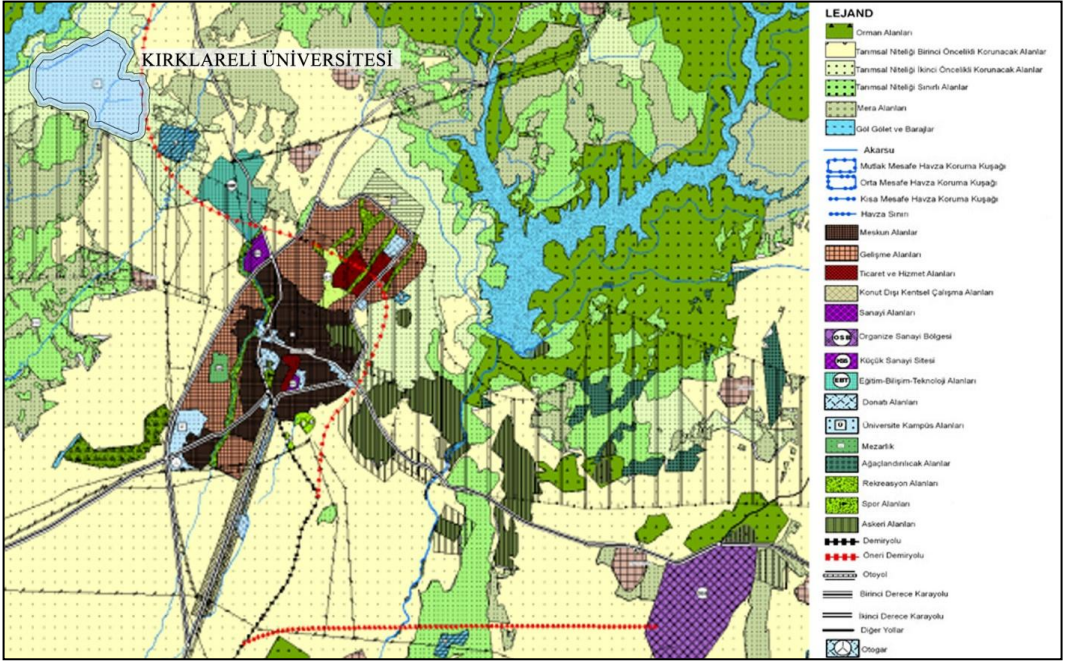 KIRKLARELİ ÜNİVERSİTESİ
LEJAND
Orman Alanları
Tarımsal Niteliği Birinci Öncelikli Korunacak Alanlar
Tarımsal Niteliği İkinci Öncelikli Korunacak Alanlar
Tarımsal Niteliği Sınırlı Alanlar
Mera Alanları
Göl Gölet ve Barajlar
Akarsu
Mutlak Mesafe Havza Koruma Kuşağı
Orta Mesafe Havza Koruma Kuşağı
Kısa Mesafe Havza Koruma Kuşağı
Havza Sınırı
Meskun Alanlar
Gelişme Alanları
Ticaret ve Hizmet Alanları
Konut Dışı Kentsel Çalışma Alanları
Sanayi Alanları
OSB Organize Sanayi Bölgesi
KSS Küçük Sanayi Sitesi
EBT Eğitim-Bilişim-Teknoloji Alanları
Donatı Alanları
U Üniversite Kampüs Alanları
Mezarlık
Ağaçlandırılıcak Alanlar
Rekreasyon Alanları
Spor Alanları
Askeri Alanları
Demiryolu
Öneri Demiryolu
Otoyol
Birinci Derece Karayolu
İkinci Derece Karayolu
Diğer Yollar
Otogar